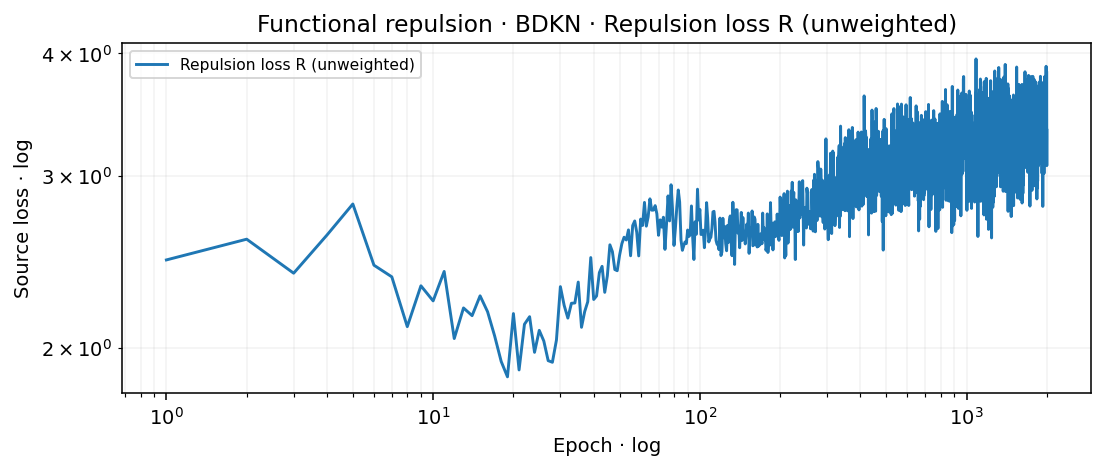 Functional repulsion · BDKN · Repulsion loss R (unweighted)
Repulsion loss R (unweighted)
Source loss · log
4 × 10⁰
3 × 10⁰
2 × 10⁰
10⁰ 10¹ 10² 10³
Epoch · log